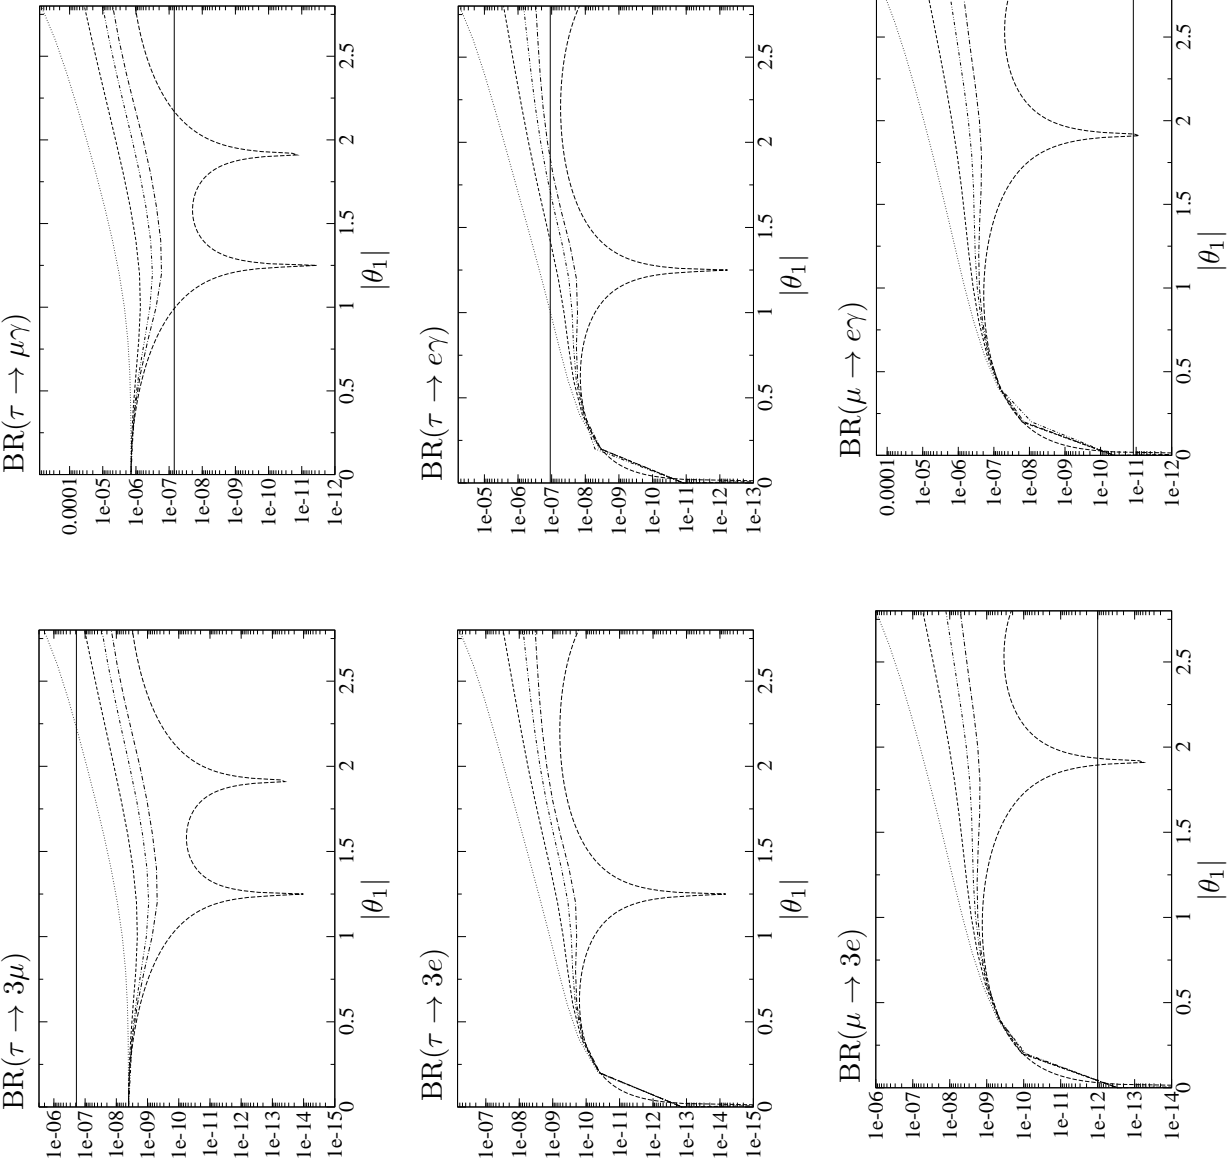 BR(τ → 3μ)
1e-06
1e-07
1e-08
1e-09
1e-10
1e-11
1e-12
1e-13
1e-14
1e-15
0 0.5 1 1.5 2 2.5
|θ₁|
BR(τ → μγ)
0.0001
1e-05
1e-06
1e-07
1e-08
1e-09
1e-10
1e-11
1e-12
0 0.5 1 1.5 2 2.5
|θ₁|
BR(τ → 3e)
1e-07
1e-08
1e-09
1e-10
1e-11
1e-12
1e-13
1e-14
1e-15
0 0.5 1 1.5 2 2.5
|θ₁|
BR(τ → eγ)
1e-05
1e-06
1e-07
1e-08
1e-09
1e-10
1e-11
1e-12
1e-13
0 0.5 1 1.5 2 2.5
|θ₁|
BR(μ → 3e)
1e-06
1e-07
1e-08
1e-09
1e-10
1e-11
1e-12
1e-13
1e-14
0 0.5 1 1.5 2 2.5
|θ₁|
BR(μ → eγ)
0.0001
1e-05
1e-06
1e-07
1e-08
1e-09
1e-10
1e-11
1e-12
0 0.5 1 1.5 2 2.5
|θ₁|